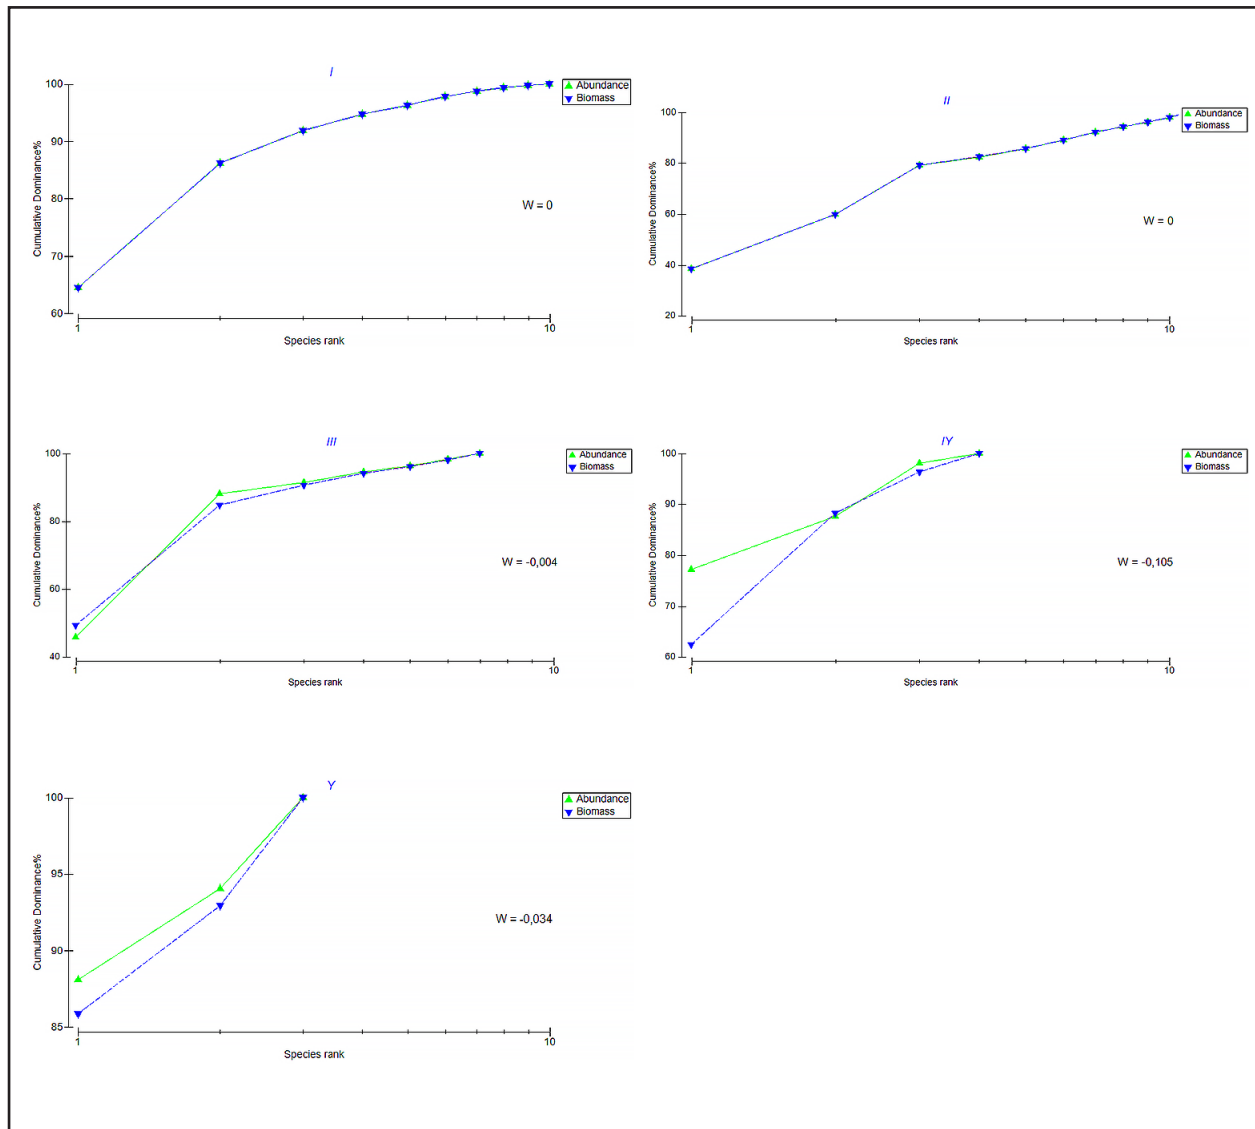 I
Abundance
Biomass
Cumulative Dominance%
100
90
80
70
60
W = 0
1
10
Species rank
II
Abundance
Biomass
Cumulative Dominance%
100
80
60
40
20
W = 0
1
10
Species rank
III
Abundance
Biomass
Cumulative Dominance%
100
80
60
40
W = -0,004
1
10
Species rank
IY
Abundance
Biomass
Cumulative Dominance%
100
90
80
70
60
W = -0,105
1
10
Species rank
Y
Abundance
Biomass
Cumulative Dominance%
100
95
90
85
W = -0,034
1
10
Species rank